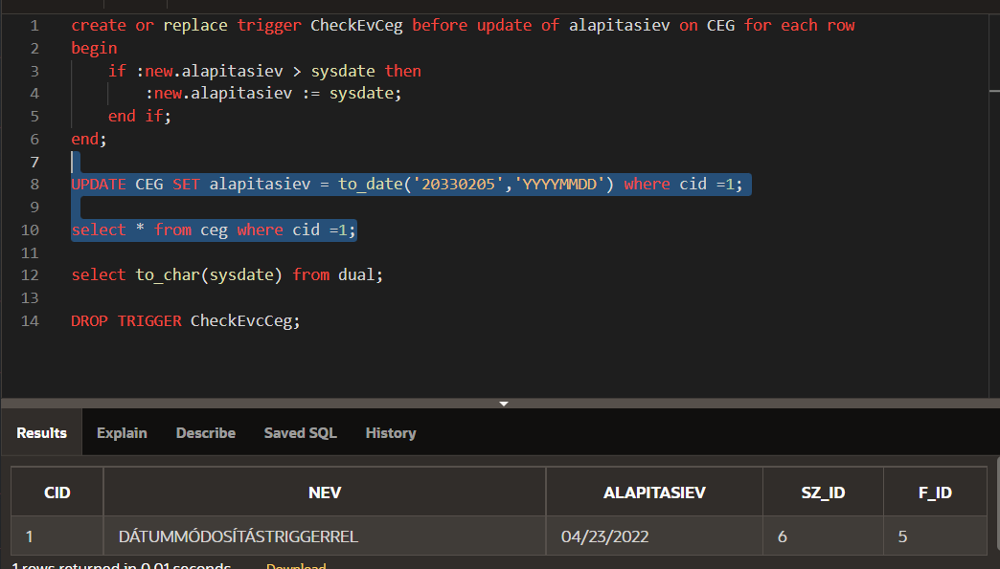 1 create or replace trigger CheckEvCeg before update of alapitasiev on CEG for each row
2 begin
3 if :new.alapitasiev > sysdate then
4 :new.alapitasiev := sysdate;
5 end if;
6 end;
7
8 UPDATE CEG SET alapitasiev = to_date('20330205','YYYYMMDD') where cid =1;
9
10 select * from ceg where cid =1;
11
12 select to_char(sysdate) from dual;
13
14 DROP TRIGGER CheckEvcCeg;
Results Explain Describe Saved SQL History
CID NEV ALAPITASIEV SZ_ID F_ID
1 DÁTUMMÓDOSÍTÁSTRIGGERREL 04/23/2022 6 5
1 rows returned in 0.01 seconds Download